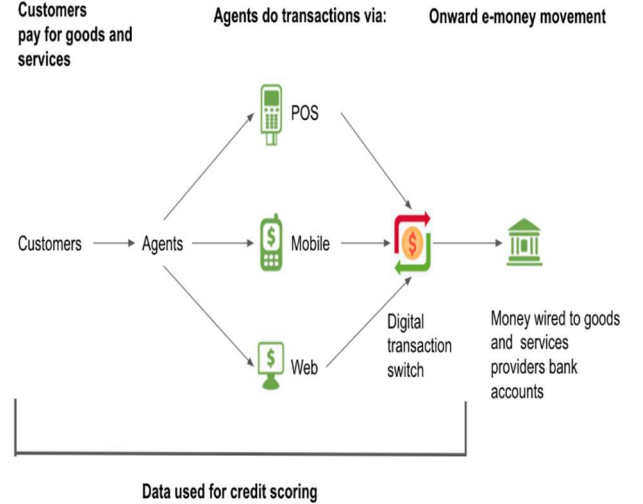 Customers
pay for goods and
services
Agents do transactions via:
Onward e-money movement
POS
Customers
Agents
$
Mobile
$
Digital
transaction
switch
Money wired to goods
and services
providers bank
accounts
$
Web
Data used for credit scoring